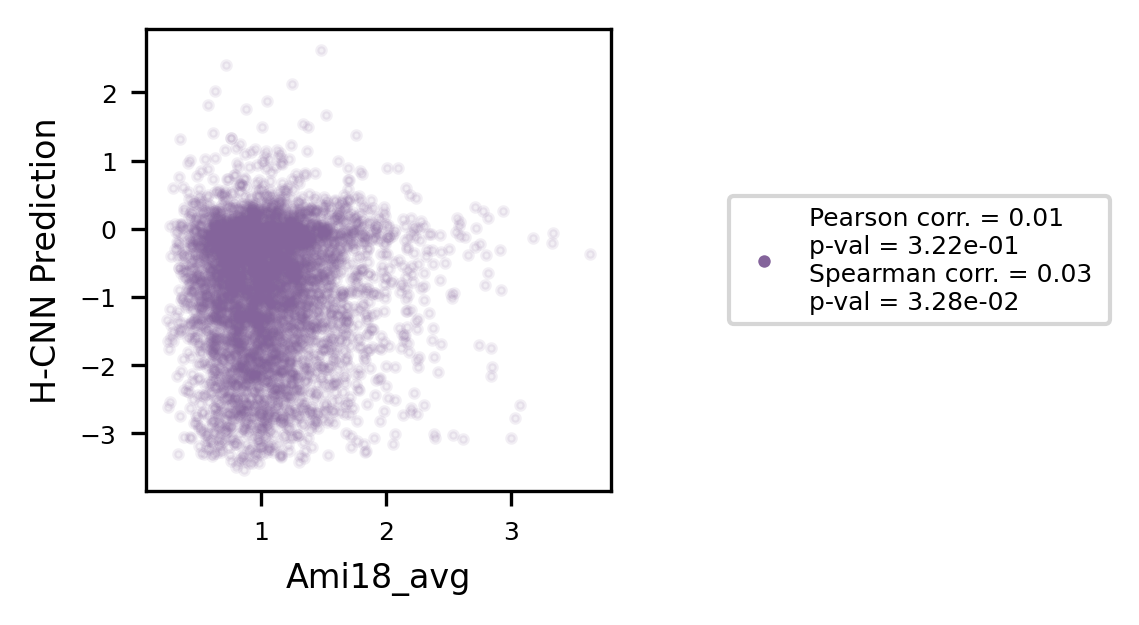 H-CNN Prediction
2
1
0
−1
−2
−3
1
2
3
Ami18_avg
Pearson corr. = 0.01
p-val = 3.22e-01
Spearman corr. = 0.03
p-val = 3.28e-02